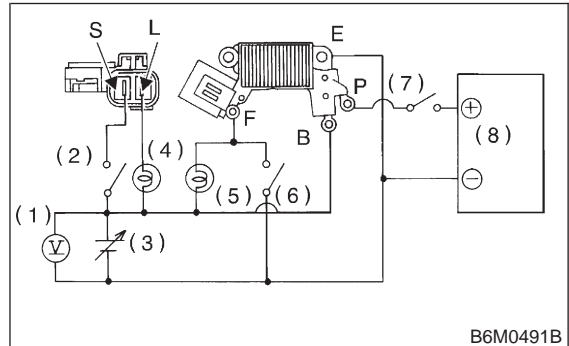 S L E
P (7)
F
B
(2) (4) (8)
(5) (6)
(1)
V
(3)
B6M0491B